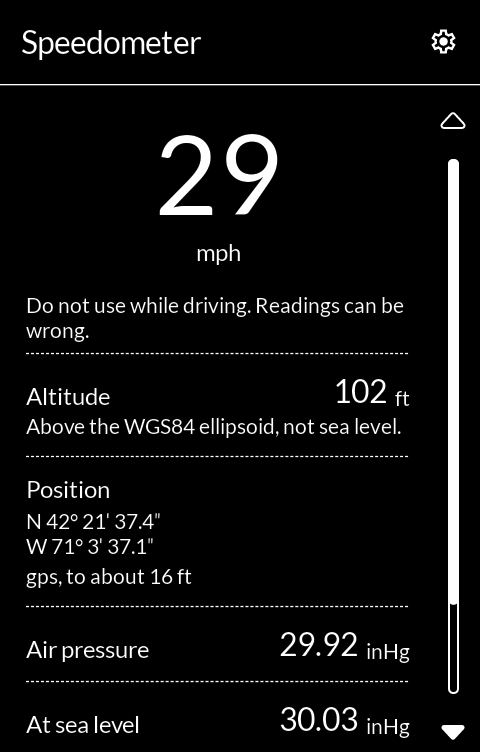 Speedometer
29
mph
Do not use while driving. Readings can be
wrong.
Altitude 102 ft
Above the WGS84 ellipsoid, not sea level.
Position
N 42° 21' 37.4"
W 71° 3' 37.1"
gps, to about 16 ft
Air pressure 29.92 inHg
At sea level 30.03 inHg